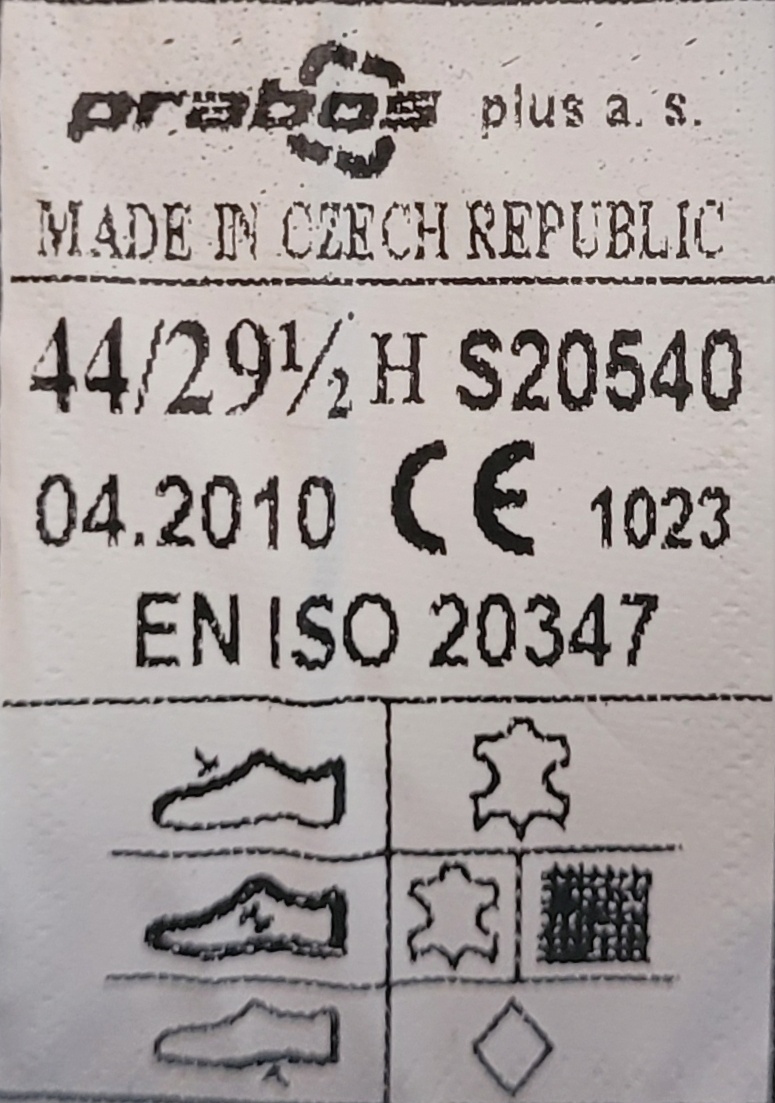 prabos plus a. s.
MADE IN CZECH REPUBLIC
44/29½ H S20540
04.2010 CE 1023
EN ISO 20347